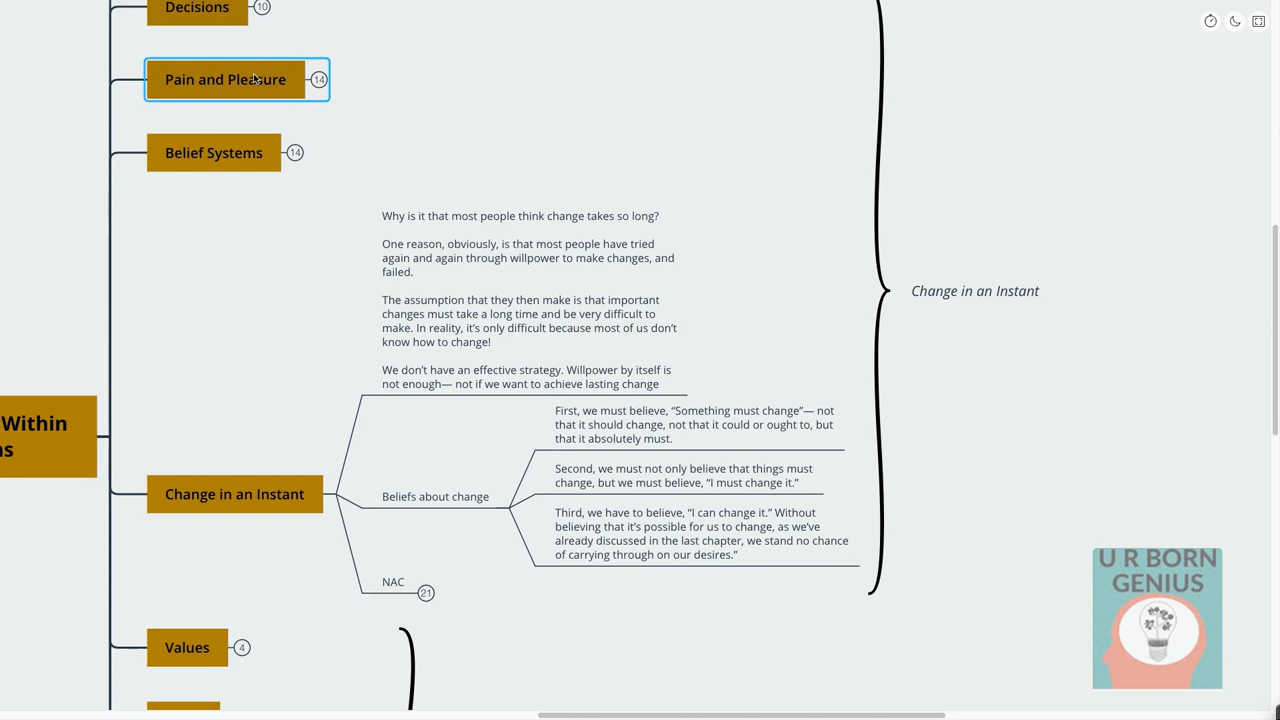 Decisions
10
Pain and Pleasure
14
Belief Systems
14
Why is it that most people think change takes so long?
One reason, obviously, is that most people have tried
again and again through willpower to make changes, and
failed.
The assumption that they then make is that important
changes must take a long time and be very difficult to
make. In reality, it’s only difficult because most of us don’t
know how to change!
We don’t have an effective strategy. Willpower by itself is
not enough— not if we want to achieve lasting change
Change in an Instant
Within
s
Change in an Instant
Beliefs about change
First, we must believe, “Something must change”— not
that it should change, not that it could or ought to, but
that it absolutely must.
Second, we must not only believe that things must
change, but we must believe, “I must change it.”
Third, we have to believe, “I can change it.” Without
believing that it’s possible for us to change, as we’ve
already discussed in the last chapter, we stand no chance
of carrying through on our desires.”
NAC
21
Values
4
U R BORN
GENIUS